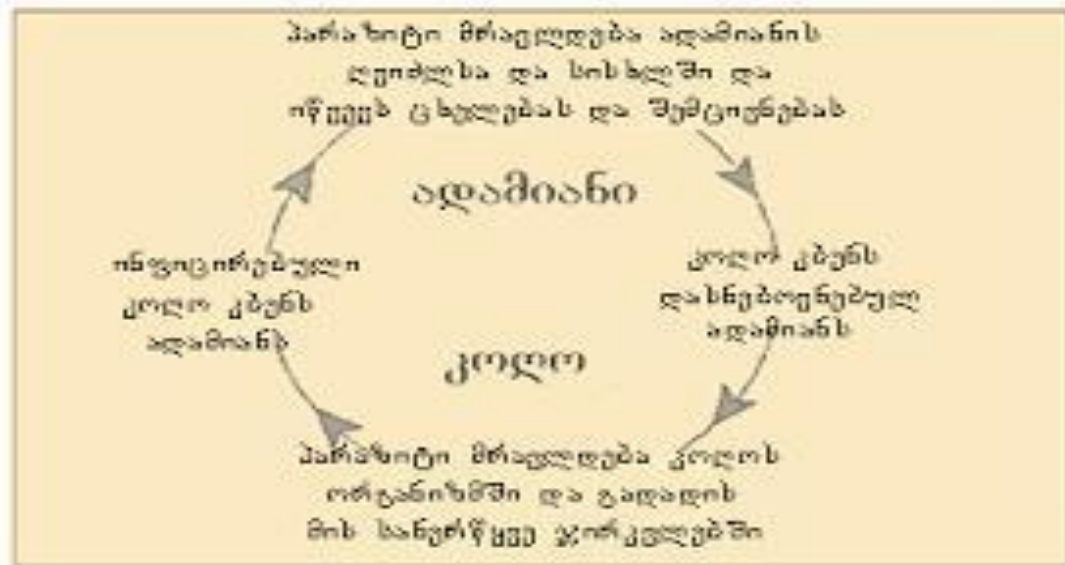 პარაზიტი მრავლდება ადამიანის
ღვიძლსა და სისხლში და
იწვევს ცხელებას და შემცივნებას
ადამიანი
კოღო კბენს
დასნებოვნებულ
ადამიანს
ინფიცირებული
კოღო კბენს
ადამიანს
კოღო
პარაზიტი მრავლდება კოღოს
ორგანიზმში და გადადის
მის სანერწყვე ჯირკვლებში